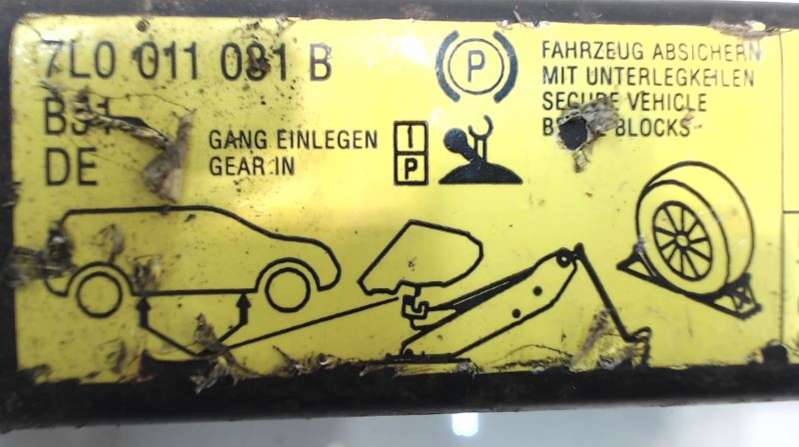 7L0 011 031 B
DE
GANG EINLEGEN
GEAR IN
I
P
P
FAHRZEUG ABSICHERN
MIT UNTERLEGKEILEN
SECURE VEHICLE
BLOCKS